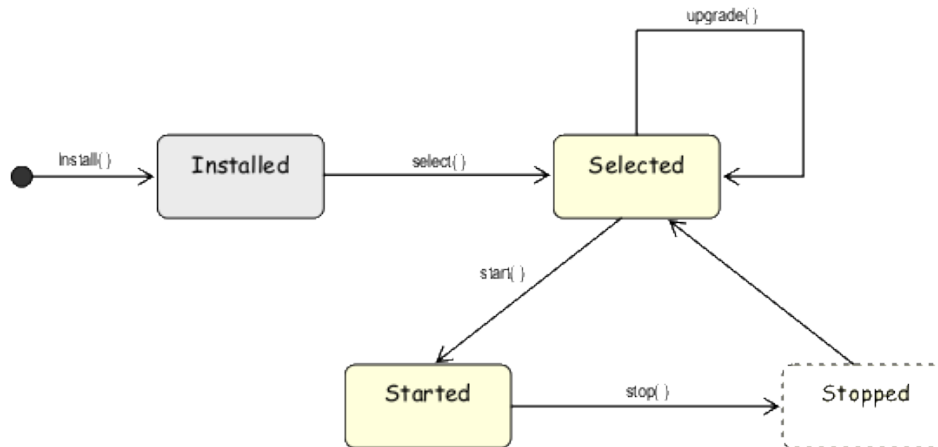 upgrade( )
Install( )
Installed
select( )
Selected
start( )
Started
stop( )
Stopped